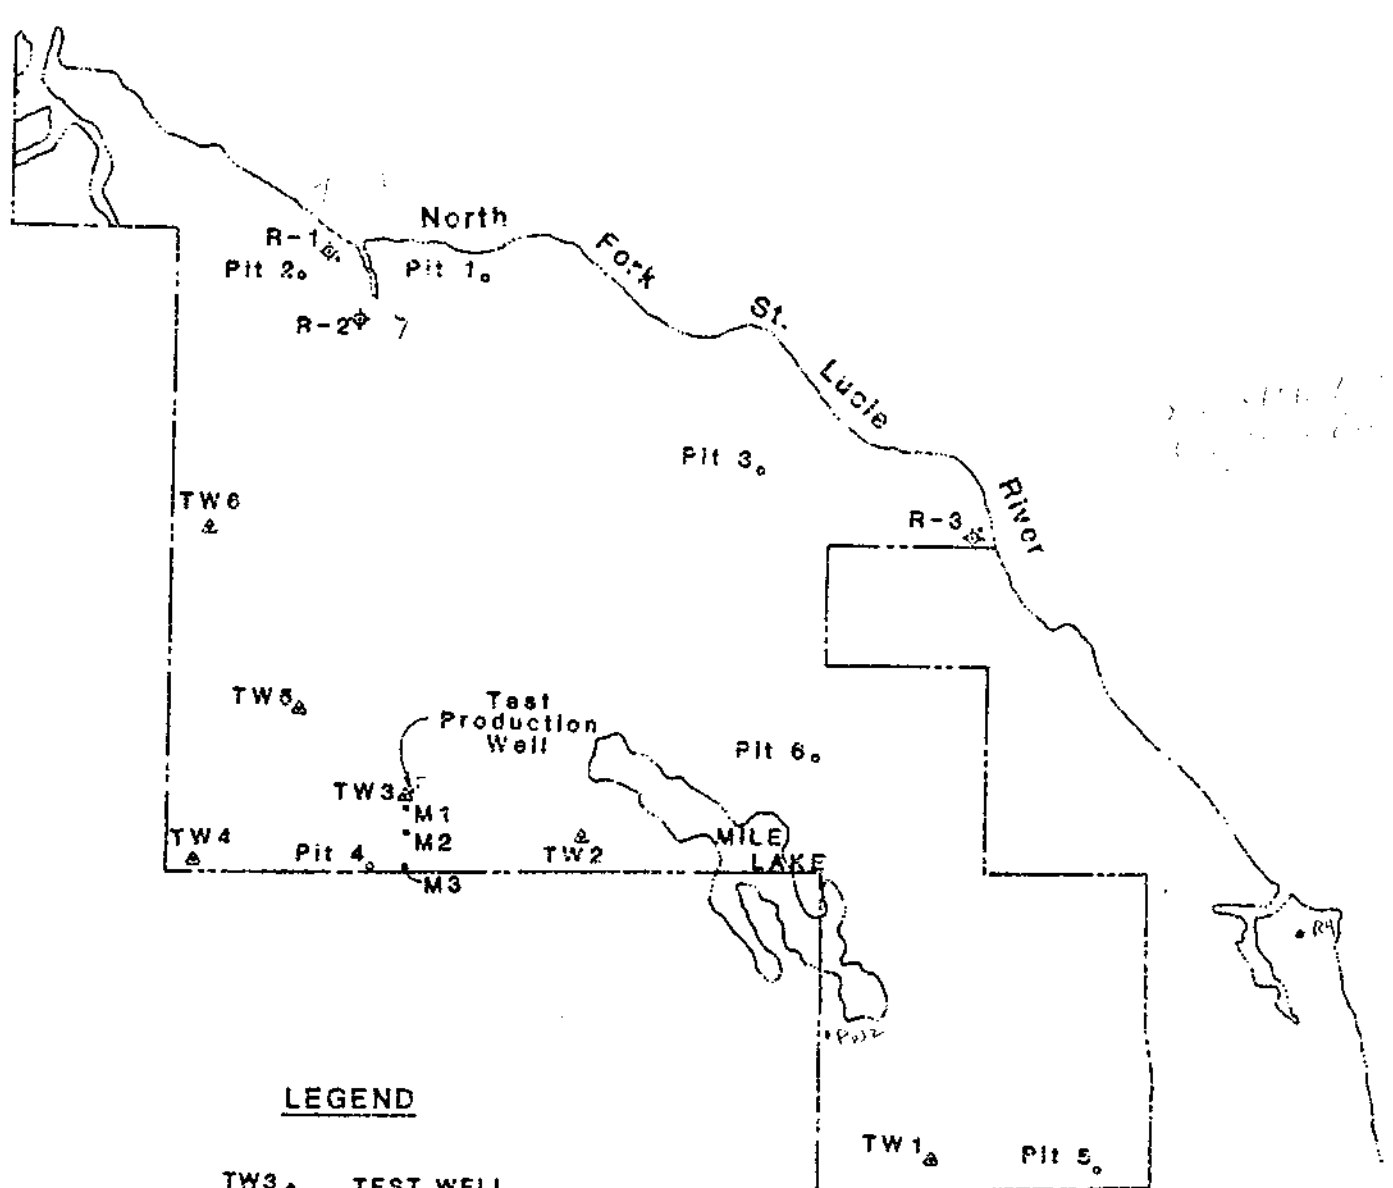 North
Fork
St.
Lucie
River
R-1
Pit 2
Pit 1
R-2
7
Pit 3
TW6
R-3
TW5
Test
Production
Well
Pit 6
TW3
M1
M2
MILE
LAKE
TW4
Pit 4
TW2
M3
R4
LEGEND
TW1
Pit 5
TW3 TEST WELL